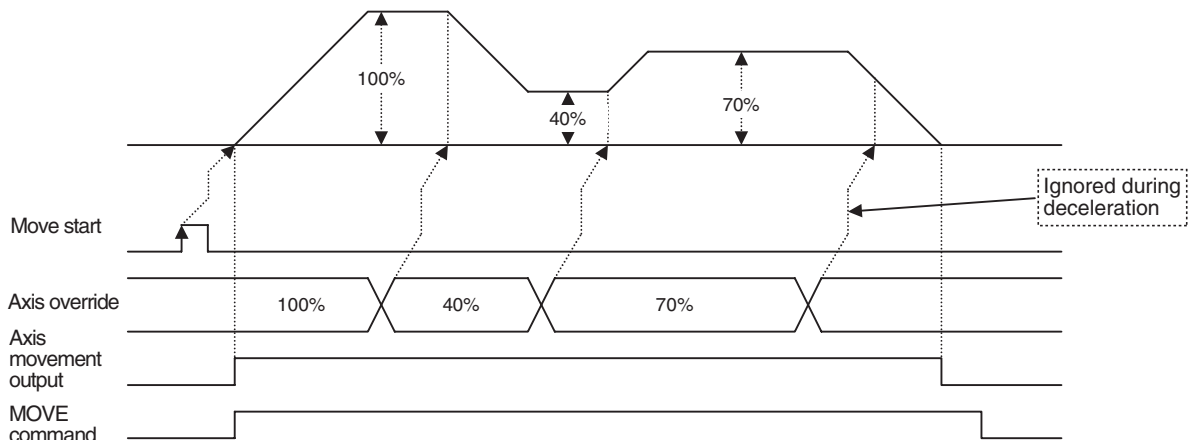 100%
40%
70%
Ignored during
deceleration
Move start
Axis override
100%
40%
70%
Axis
movement
output
MOVE
command